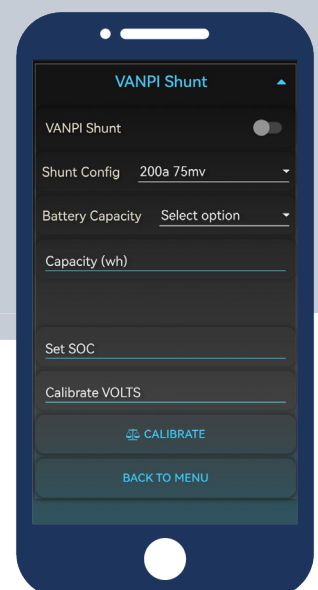 VANPI Shunt
VANPI Shunt
Shunt Config 200a 75mv
Battery Capacity Select option
Capacity (wh)
Set SOC
Calibrate VOLTS
CALIBRATE
BACK TO MENU